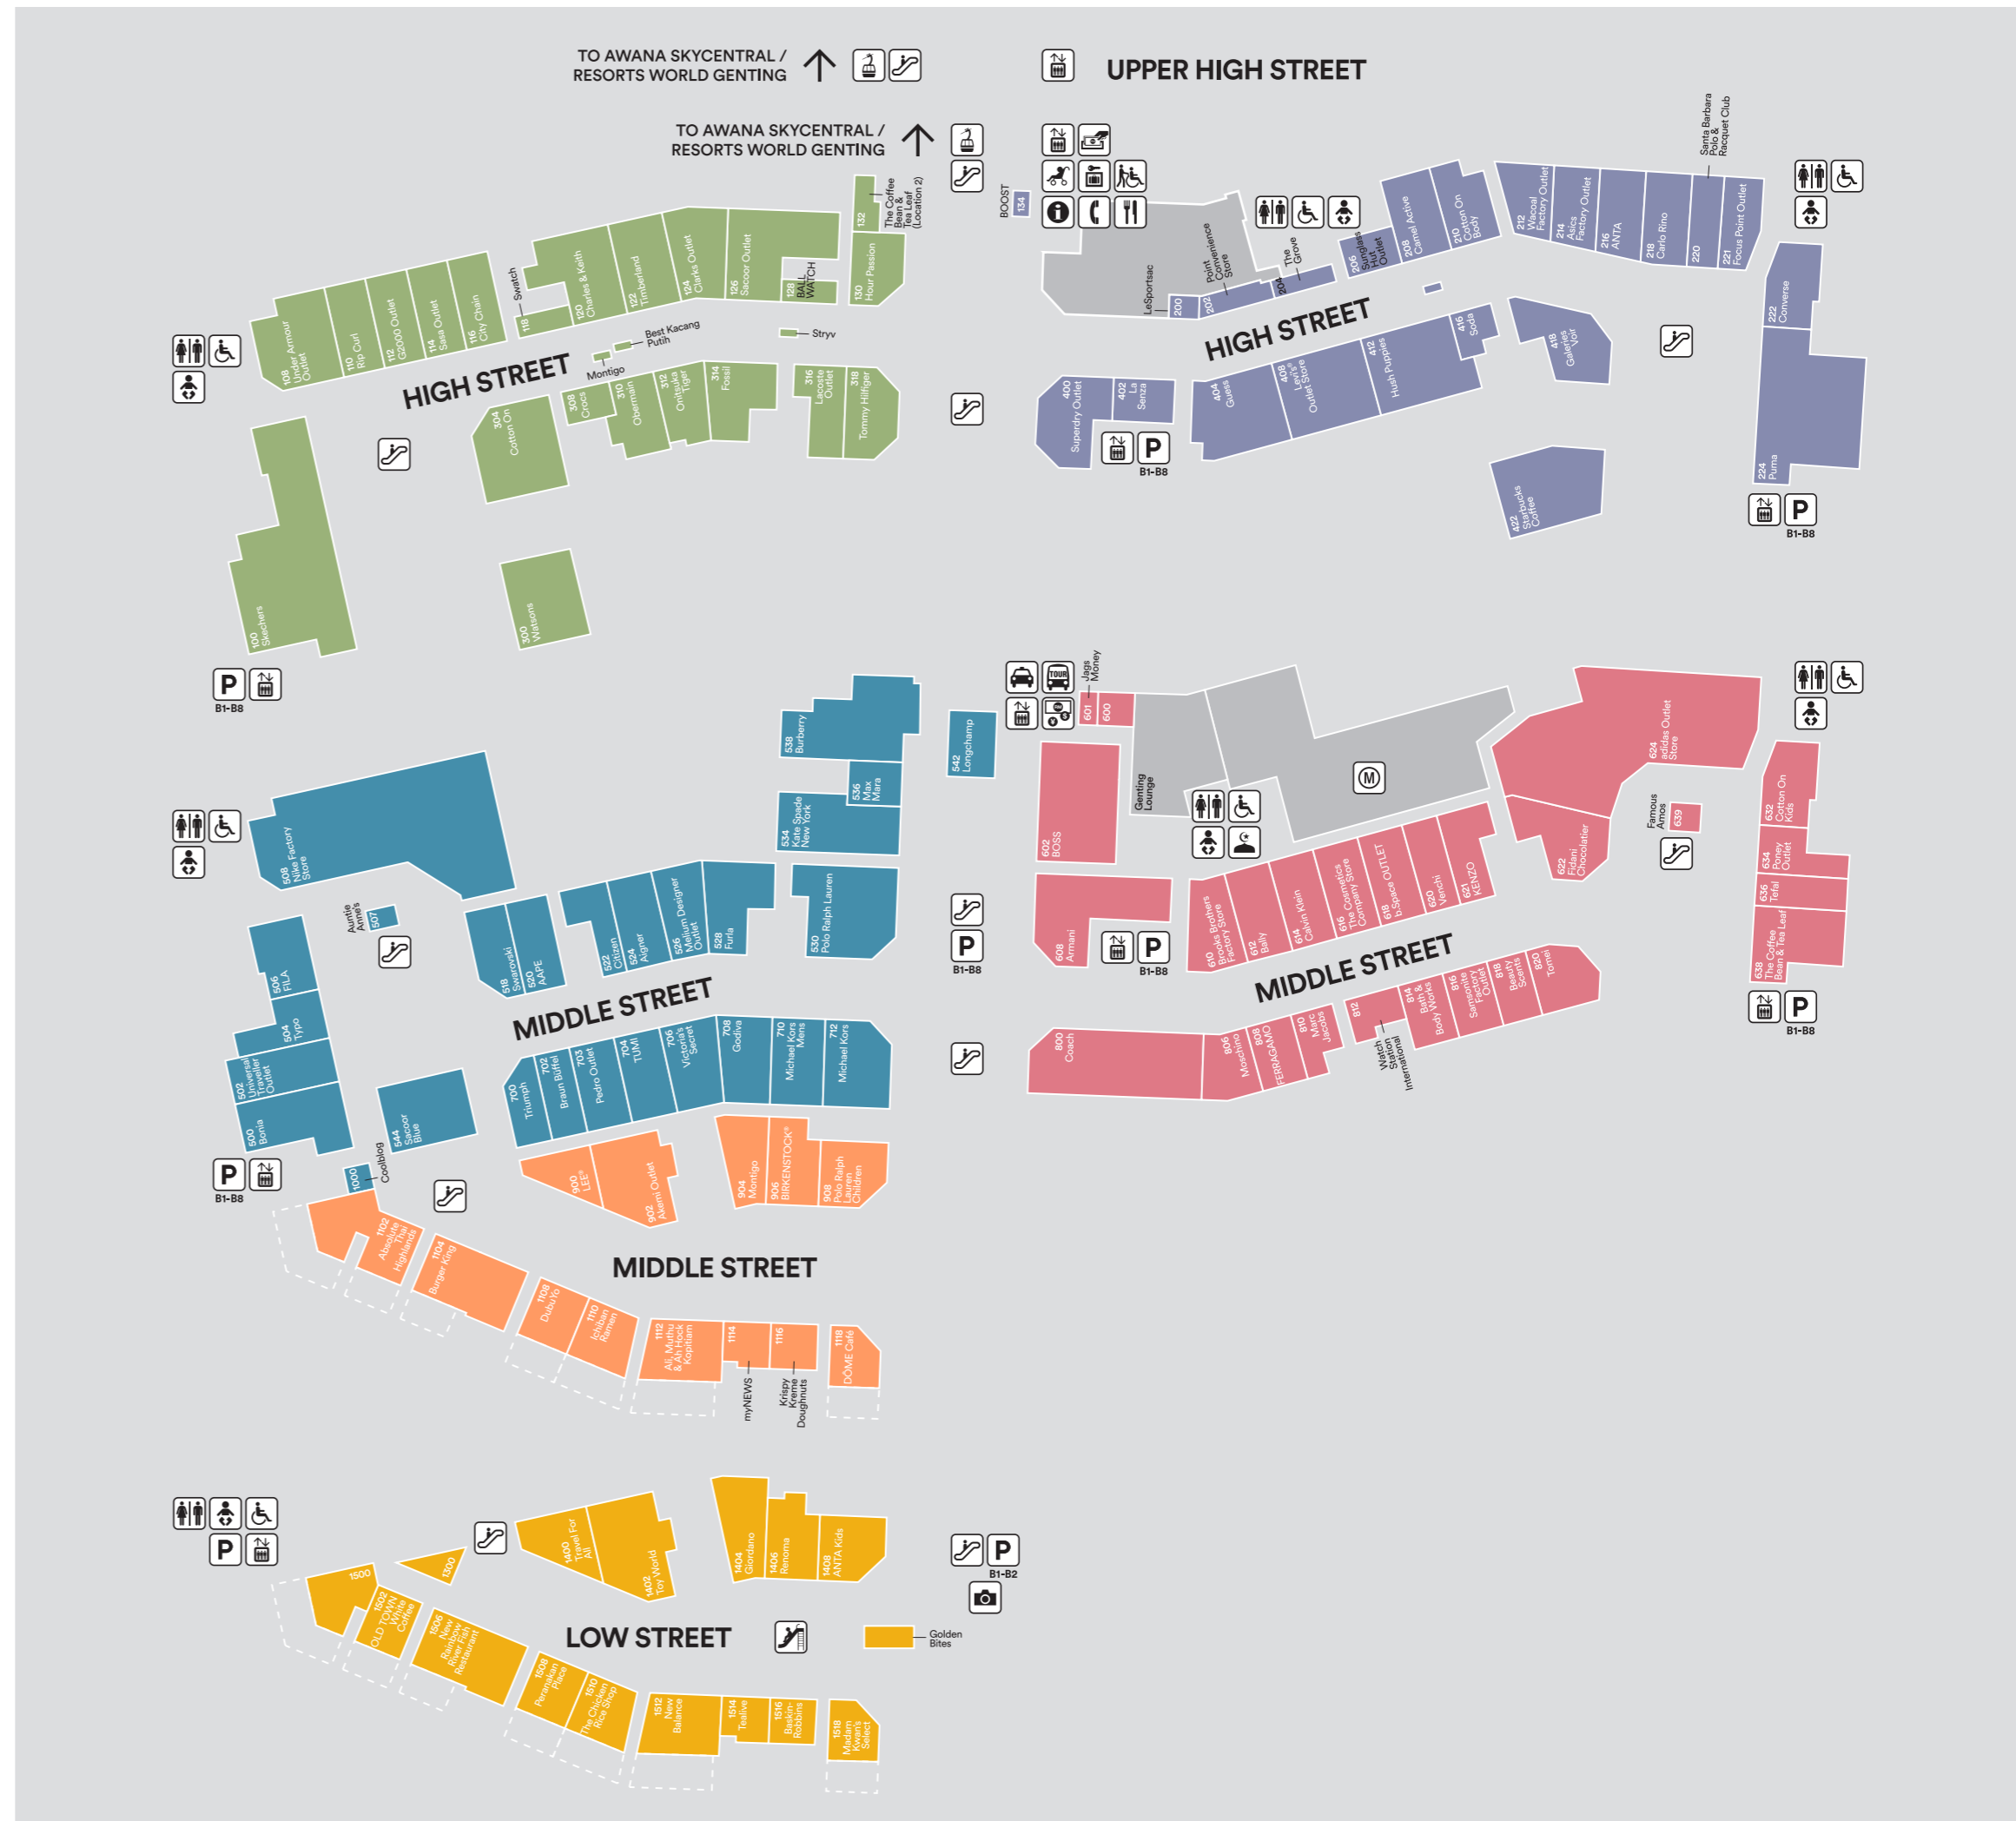 TO AWANA SKYCENTRAL /
RESORTS WORLD GENTING
UPPER HIGH STREET
TO AWANA SKYCENTRAL /
RESORTS WORLD GENTING
108
Under Armour
Outlet
110
Rip Curl
112
G2000 Outlet
114
Sasa Outlet
116
City Chain
Swatch
118
120
Charles & Keith
122
Timberland
124
Clarks Outlet
126
Sacoor Outlet
128
BALL
WATCH
130
Hour Passion
132
The Coffee
Bean &
Tea Leaf
(Location 2)
Best Kacang
Putih
Montigo
Stryv
HIGH STREET
304
Cotton On
308
Crocs
310
Obermain
312
Onitsuka
Tiger
314
Fossil
316
Lacoste
Outlet
318
Tommy Hilfiger
100
Skechers
300
Watsons
P
B1-B8
BOOST
134
LeSportsac
200
Point
Convenience
Store
202
The
Grove
204
206
Sunglass
Hut
Outlet
208
Camel Active
210
Cotton On
Body
212
Wacoal
Factory Outlet
214
Asics
Factory Outlet
216
ANTA
218
Carlo Rino
Santa Barbara
Polo &
Racquet Club
220
221
Focus Point Outlet
222
Converse
224
Puma
HIGH STREET
400
Superdry Outlet
402
La
Senza
404
Guess
408
Levi's®
Outlet Store
412
Hush Puppies
416
Soda
418
Galeries
Voir
422
Starbucks
Coffee
P
B1-B8
P
B1-B8
508
Nike Factory
Store
Auntie
Anne's
507
506
FILA
504
Typo
502
Universal
Traveller
Outlet
500
Bonia
544
Sacoor
Blue
1000
Coolblog
P
B1-B8
518
Swarovski
520
AAPE
522
Citizen
524
Aigner
526
Melium Designer
Outlet
528
Furla
530
Polo Ralph Lauren
534
Kate Spade
New York
536
Max
Mara
538
Burberry
542
Longchamp
MIDDLE STREET
700
Triumph
702
Braun Büffel
703
Pedro Outlet
704
TUMI
706
Victoria's
Secret
708
Godiva
710
Michael Kors
Mens
712
Michael Kors
P
B1-B8
TOUR
Jags
Money
601
600
602
BOSS
Genting
Lounge
M
608
Armani
P
B1-B8
610
Brooks Brothers
Factory Store
612
Bally
614
Calvin Klein
616
The Cosmetics
Company Store
618
b.Space OUTLET
620
Venchi
621
KENZO
622
Fidani
Chocolatier
624
adidas Outlet
Store
Famous
Amos
639
632
Cotton On
Kids
634
Poney
Outlet
636
Tefal
638
The Coffee
Bean & Tea Leaf
P
B1-B8
MIDDLE STREET
800
Coach
806
Moschino
808
FERRAGAMO
810
Marc
Jacobs
812
Watch
Station
International
814
Bath &
Body Works
816
Samsonite
Factory
Outlet
818
Beauty
Scents
820
Tomei
900
LEE®
902
Akemi Outlet
904
Montigo
906
BIRKENSTOCK®
908
Polo Ralph
Lauren
Children
MIDDLE STREET
1102
Absolute
Thai
Highlands
1104
Burger King
1108
DubuYo
1110
Ichiban
Ramen
1112
Ali, Muthu
& Ah Hock
Kopitiam
1114
myNEWS
1116
Krispy
Kreme
Doughnuts
1118
DÔME Café
P
1300
1400
Travel For
All
1402
Toy World
1404
Giordano
1406
Renoma
1408
ANTA Kids
P
B1-B2
LOW STREET
Golden
Bites
1500
1502
OLD TOWN
White
Coffee
1506
New
Rainbow
River Fish
Restaurant
1508
Peranakan
Place
1510
The Chicken
Rice Shop
1512
New
Balance
1514
Tealive
1516
Baskin-
Robbins
1518
Madam
Kwan's
Select